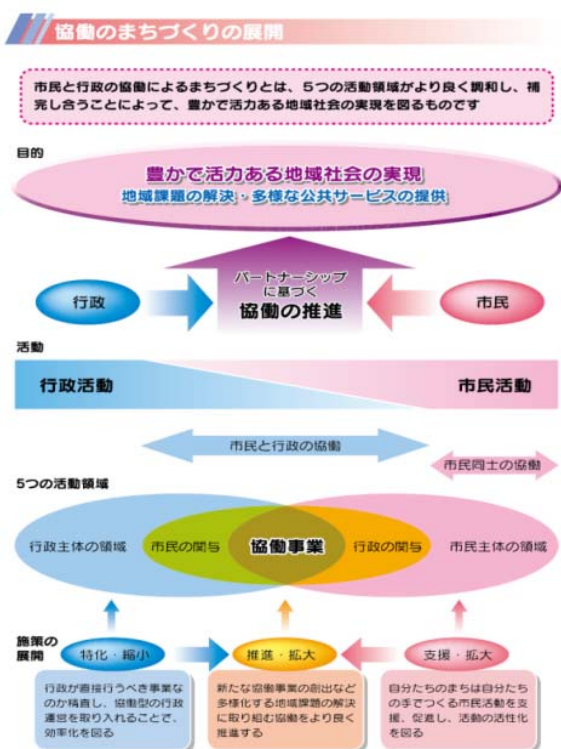 協働のまちづくりの展開
市民と行政の協働によるまちづくりとは、5つの活動領域がより良く調和し、補
完し合うことによって、豊かで活力ある地域社会の実現を図るものです
目的
豊かで活力ある地域社会の実現
地域課題の解決・多様な公共サービスの提供
行政
パートナーシップ
に基づく
協働の推進
市民
活動
行政活動
市民活動
市民と行政の協働
市民同士の協働
5つの活動領域
行政主体の領域
市民の関与
協働事業
行政の関与
市民主体の領域
施策の
展開
特化・縮小
推進・拡大
支援・拡大
行政が直接行うべき事業な
のか精査し、協働型の行政
運営を取り入れることで、
効率化を図る
新たな協働事業の創出など
多様化する地域課題の解決
に取り組む協働をより良く
推進する
自分たちのまちは自分たち
の手でつくる市民活動を支
援、促進し、活動の活性化
を図る